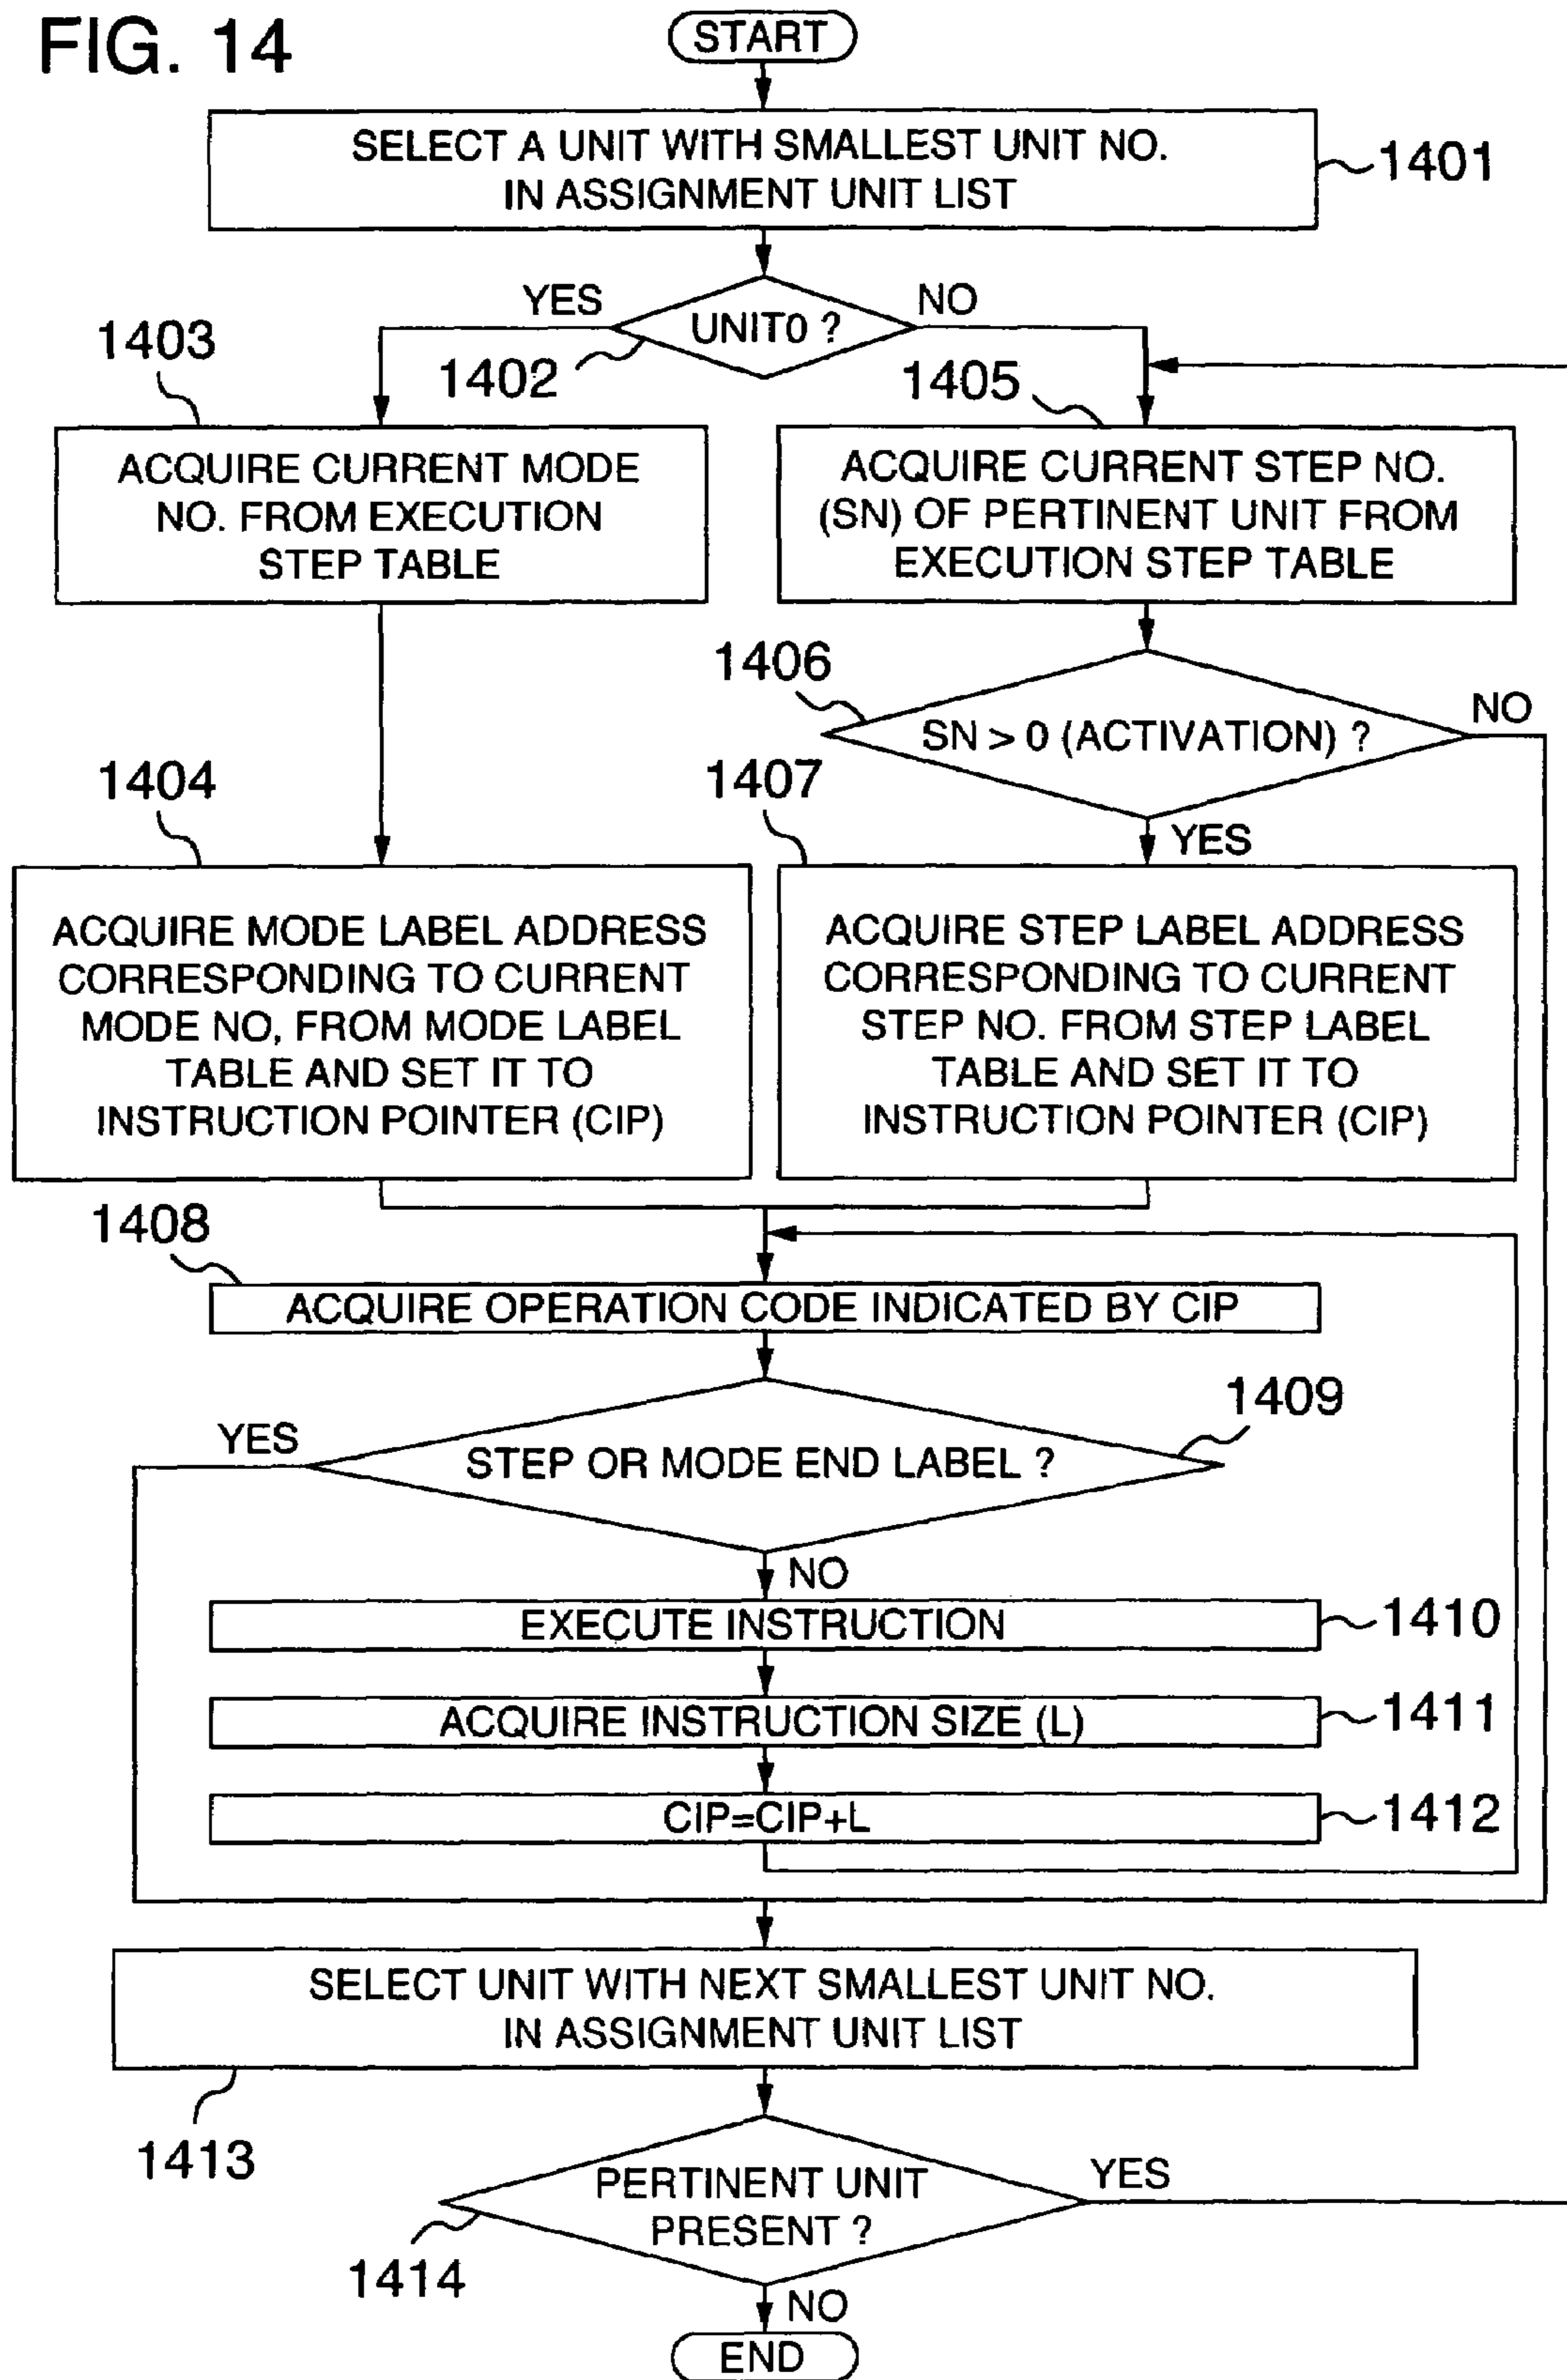 FIG. 14
START
SELECT A UNIT WITH SMALLEST UNIT NO.
IN ASSIGNMENT UNIT LIST
1401
YES
UNIT0 ?
NO
1402
1403
ACQUIRE CURRENT MODE
NO. FROM EXECUTION
STEP TABLE
1405
ACQUIRE CURRENT STEP NO.
(SN) OF PERTINENT UNIT FROM
EXECUTION STEP TABLE
1406
SN > 0 (ACTIVATION) ?
NO
YES
1404
ACQUIRE MODE LABEL ADDRESS
CORRESPONDING TO CURRENT
MODE NO, FROM MODE LABEL
TABLE AND SET IT TO
INSTRUCTION POINTER (CIP)
1407
ACQUIRE STEP LABEL ADDRESS
CORRESPONDING TO CURRENT
STEP NO. FROM STEP LABEL
TABLE AND SET IT TO
INSTRUCTION POINTER (CIP)
1408
ACQUIRE OPERATION CODE INDICATED BY CIP
1409
YES
STEP OR MODE END LABEL ?
NO
EXECUTE INSTRUCTION
1410
ACQUIRE INSTRUCTION SIZE (L)
1411
CIP=CIP+L
1412
SELECT UNIT WITH NEXT SMALLEST UNIT NO.
IN ASSIGNMENT UNIT LIST
1413
PERTINENT UNIT
PRESENT ?
YES
1414
NO
END